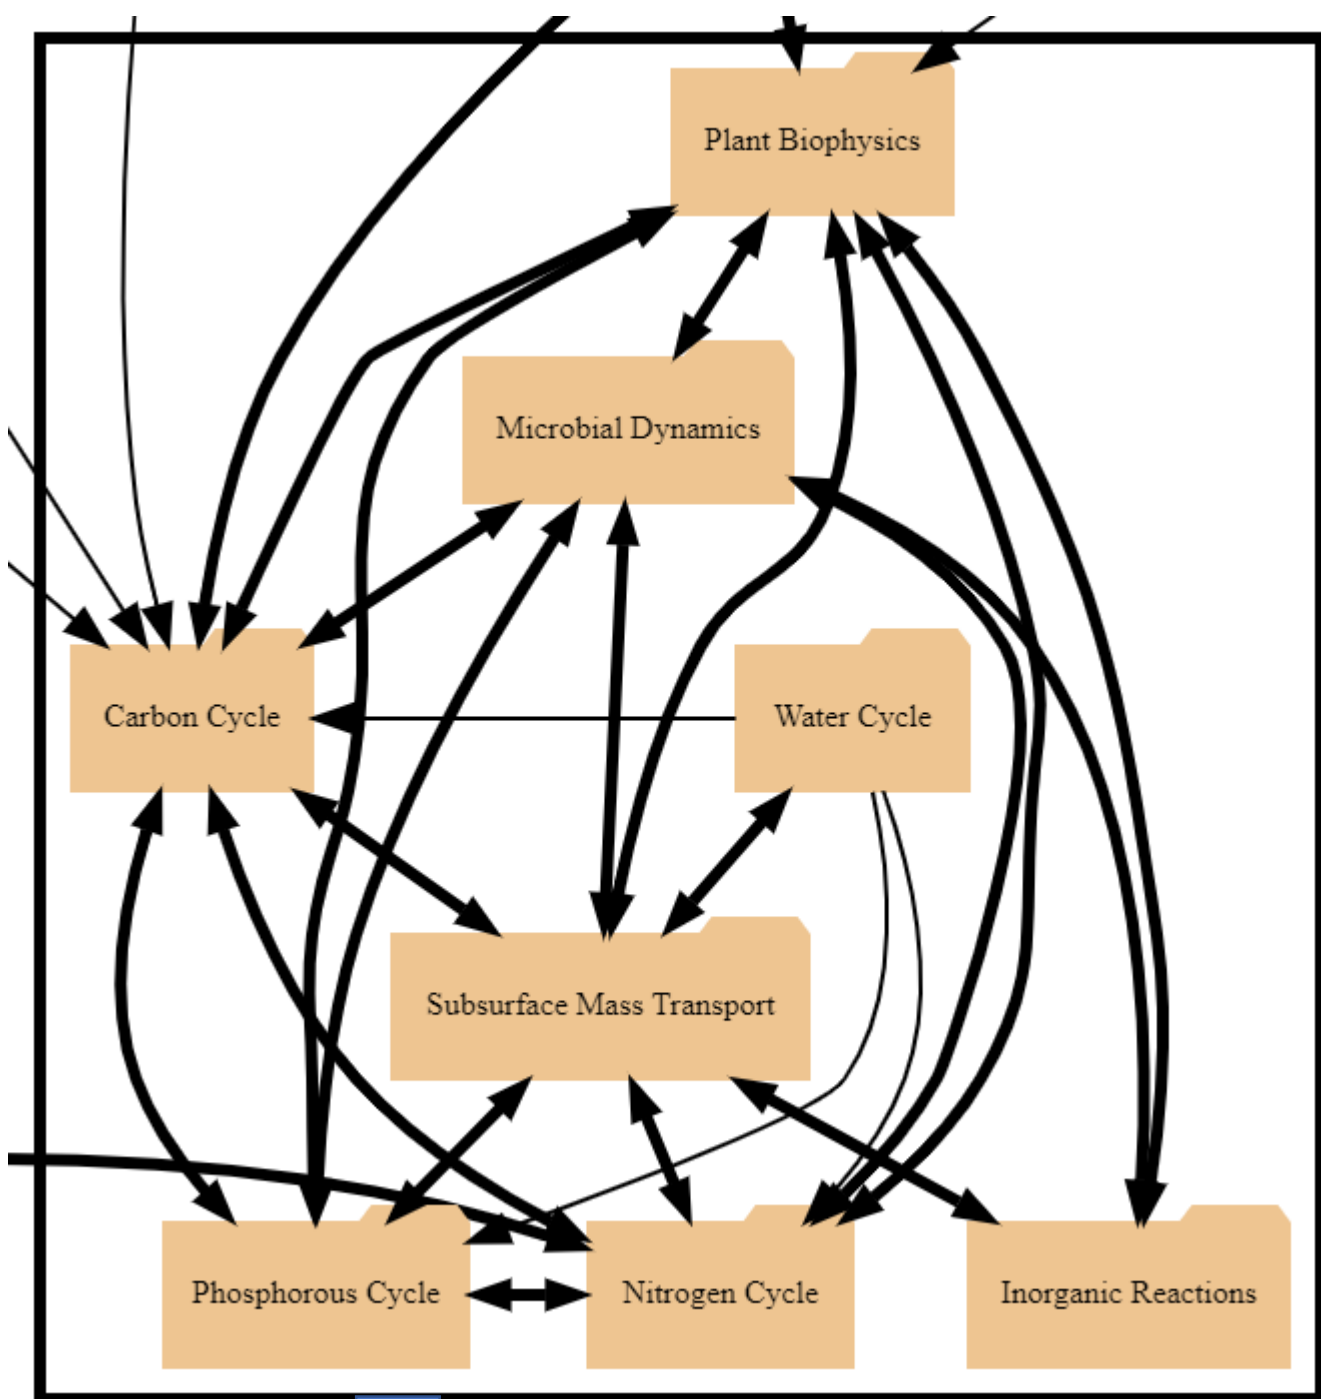 Plant Biophysics
Microbial Dynamics
Carbon Cycle
Water Cycle
Subsurface Mass Transport
Phosphorous Cycle
Nitrogen Cycle
Inorganic Reactions